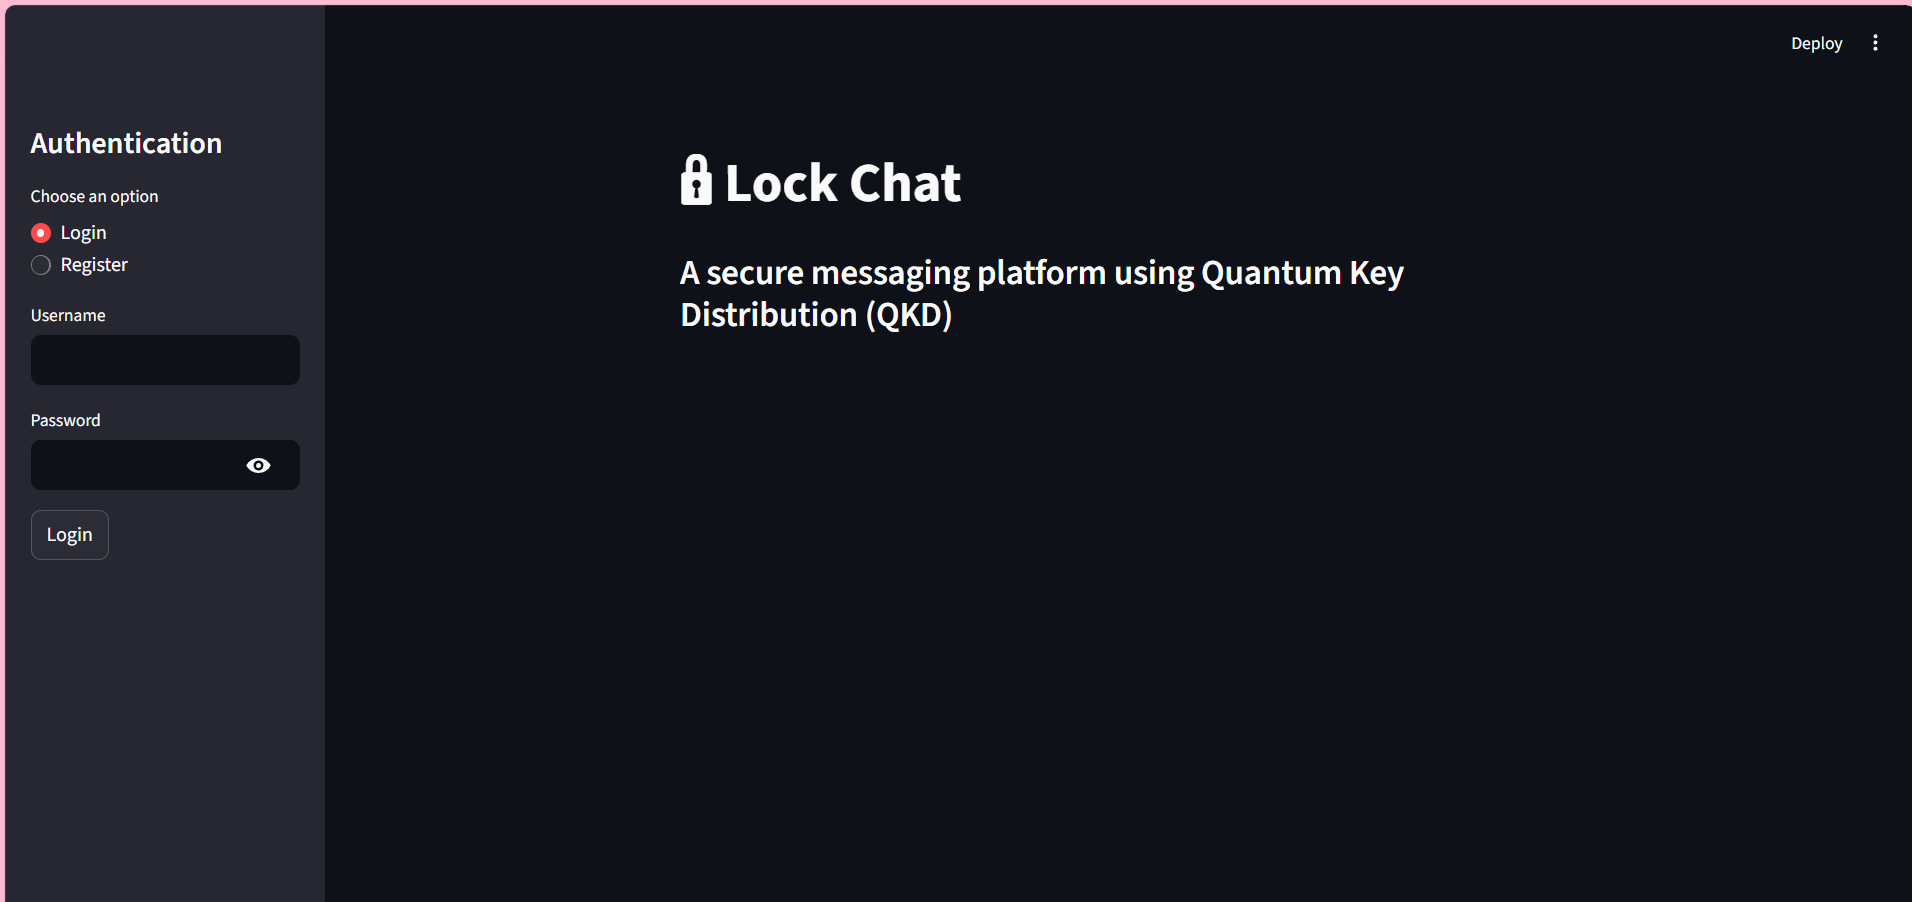 Deploy
Authentication
Choose an option
Login
Register
Username
Password
Login
Lock Chat
A secure messaging platform using Quantum Key
Distribution (QKD)